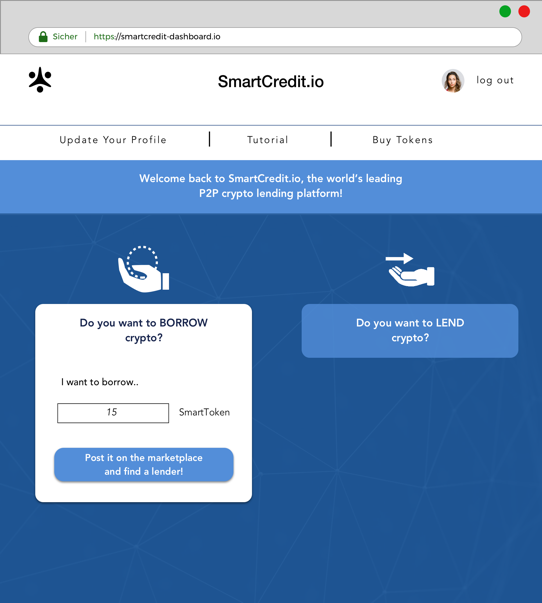 Sicher https://smartcredit-dashboard.io
SmartCredit.io
log out
Update Your Profile
Tutorial
Buy Tokens
Welcome back to SmartCredit.io, the world's leading
P2P crypto lending platform!
Do you want to BORROW
crypto?
I want to borrow..
15 SmartToken
Post it on the marketplace
and find a lender!
Do you want to LEND
crypto?